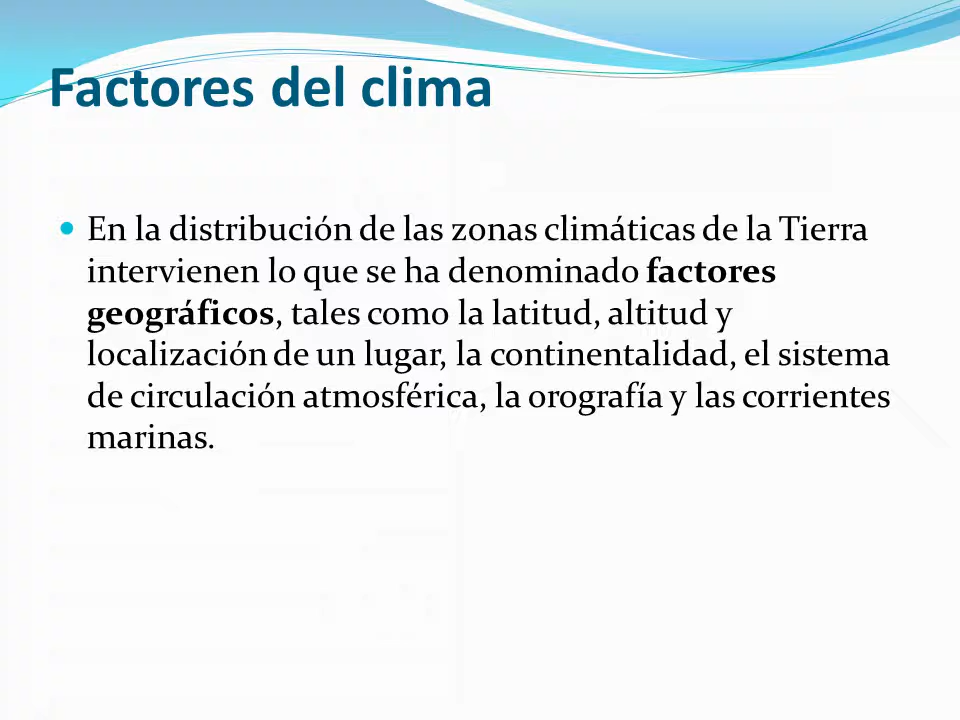 Factores del clima
En la distribución de las zonas climáticas de la Tierra
intervienen lo que se ha denominado factores
geográficos, tales como la latitud, altitud y
localización de un lugar, la continentalidad, el sistema
de circulación atmosférica, la orografía y las corrientes
marinas.